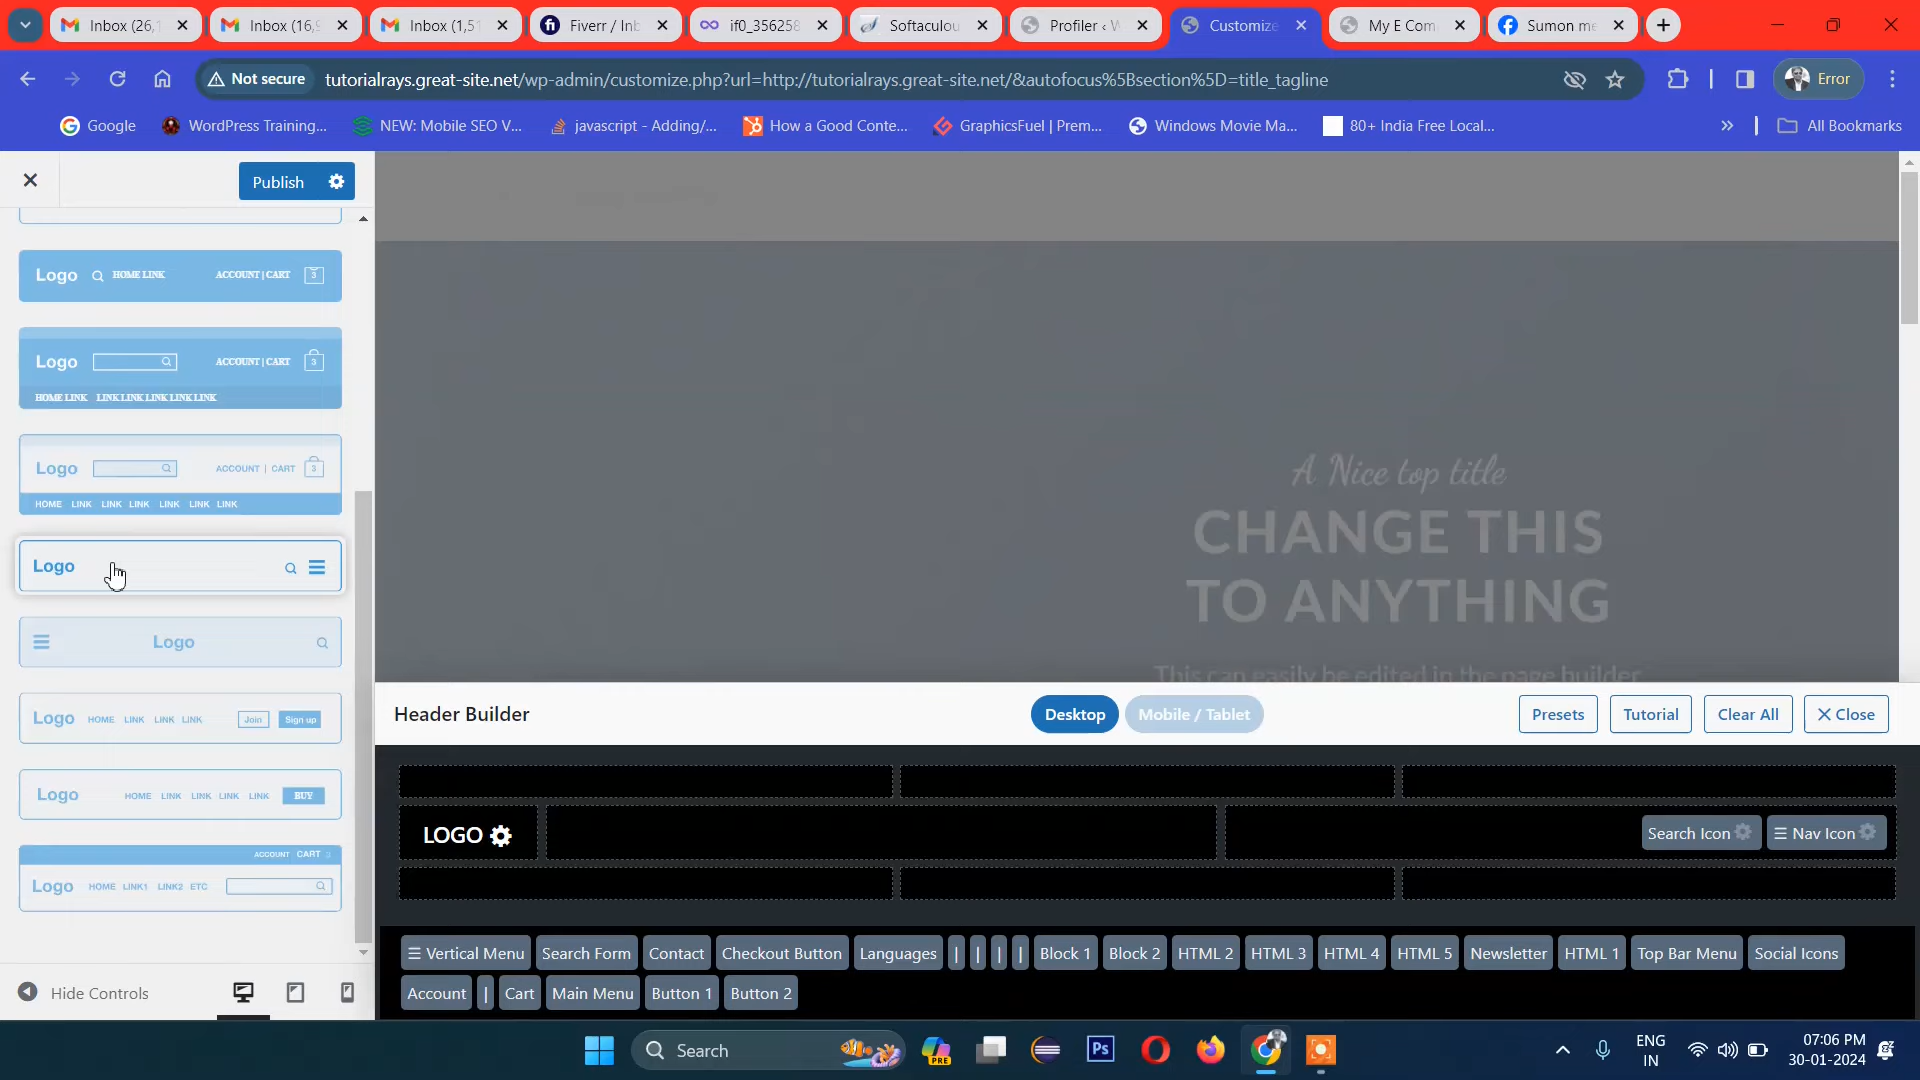 Inbox (26,1
Inbox (16,9
Inbox (1,51
Fiverr / Inb
if0_356258
Softaculou
Profiler ‹ W
Customize
My E Com
Sumon me
Not secure
tutorialrays.great-site.net/wp-admin/customize.php?url=http://tutorialrays.great-site.net/&autofocus%5Bsection%5D=title_tagline
Error
Google
WordPress Training...
NEW: Mobile SEO V...
javascript - Adding/...
How a Good Conte...
GraphicsFuel | Prem...
Windows Movie Ma...
80+ India Free Local...
All Bookmarks
Publish
Logo HOME LINK ACCOUNT | CART 3
Logo ACCOUNT | CART 3
HOME LINK LINK LINK LINK LINK LINK
Logo ACCOUNT | CART 3
HOME LINK LINK LINK LINK LINK LINK
Logo
Logo
Logo HOME LINK LINK LINK Join Sign up
Logo HOME LINK LINK LINK LINK BUY
ACCOUNT CART
Logo HOME LINK1 LINK2 ETC
Hide Controls
A Nice top title
CHANGE THIS
TO ANYTHING
This can easily be edited in the page builder
Header Builder
Desktop
Mobile / Tablet
Presets
Tutorial
Clear All
Close
LOGO
Search Icon
Nav Icon
Vertical Menu
Search Form
Contact
Checkout Button
Languages
|
|
|
|
Block 1
Block 2
HTML 2
HTML 3
HTML 4
HTML 5
Newsletter
HTML 1
Top Bar Menu
Social Icons
Account
|
Cart
Main Menu
Button 1
Button 2
Search
PRE
Ps
ENG
IN
07:06 PM
30-01-2024